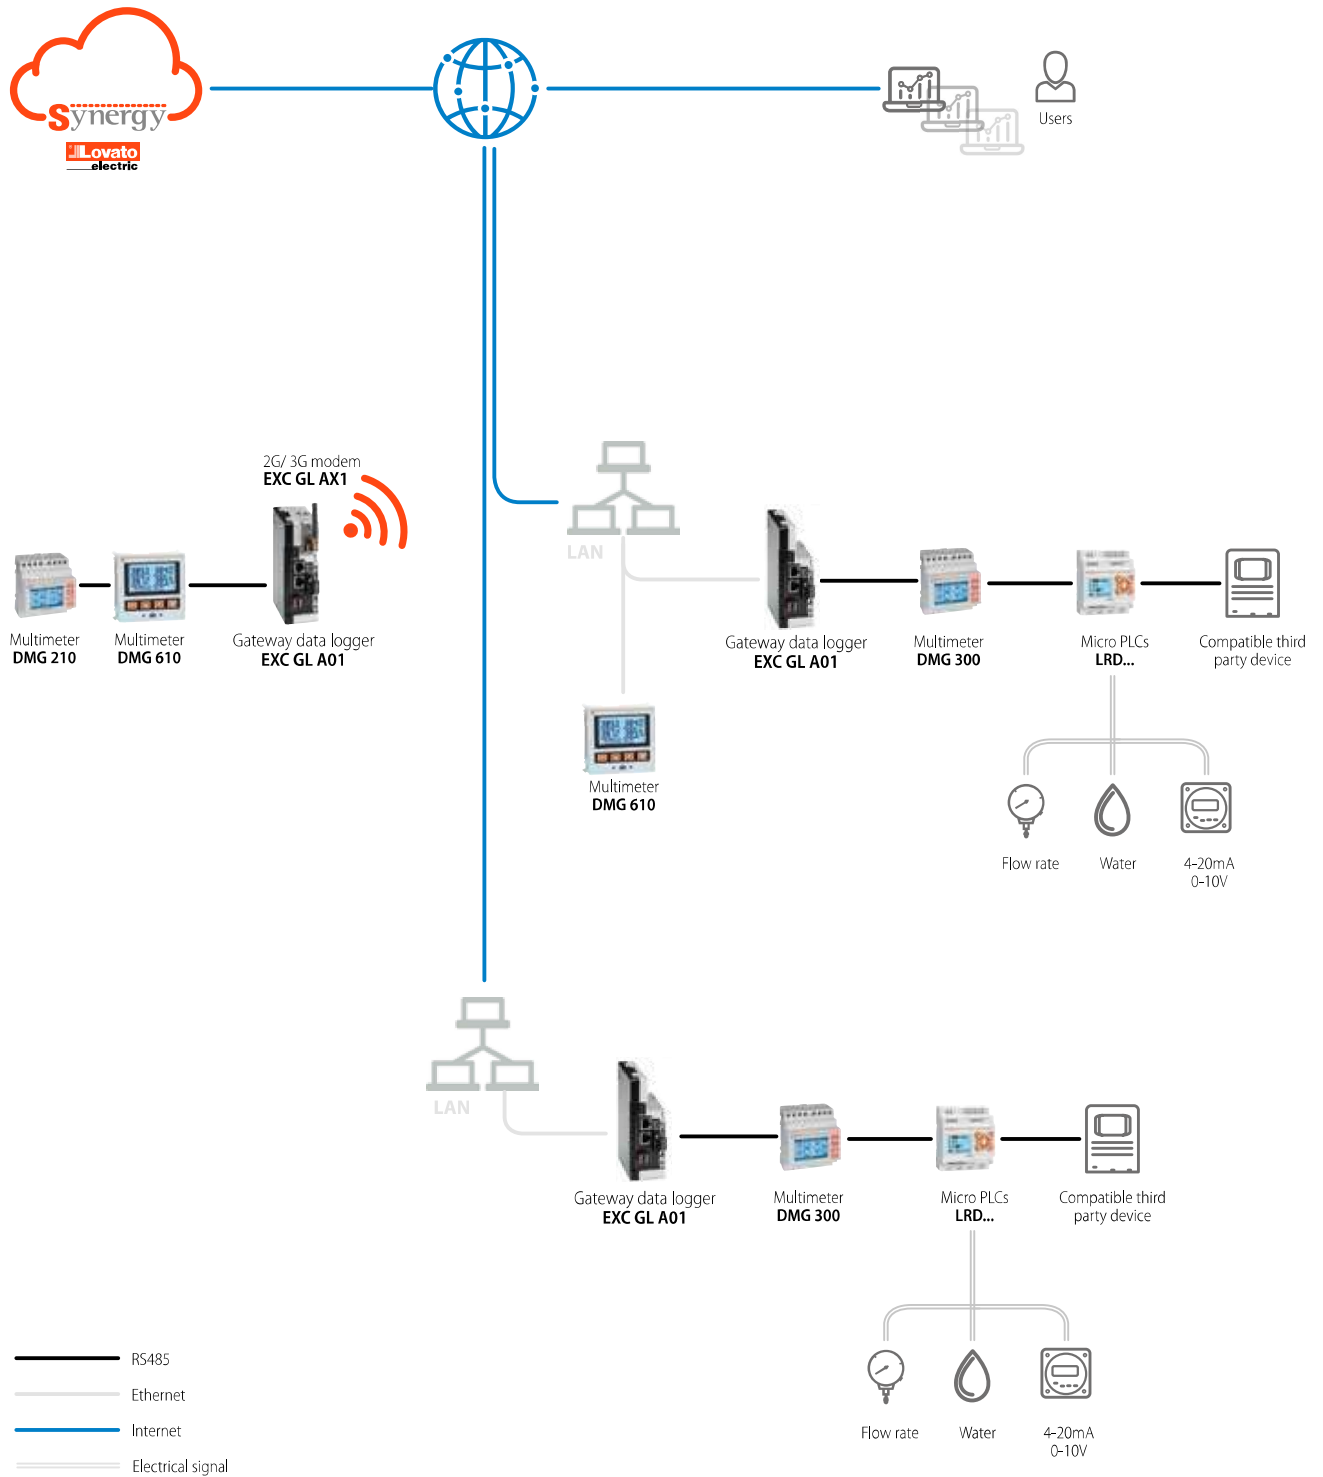 Synergy
Lovato
electric
Users
2G/ 3G modem
EXC GL AX1
LAN
Multimeter
DMG 210
Multimeter
DMG 610
Gateway data logger
EXC GL A01
Gateway data logger
EXC GL A01
Multimeter
DMG 300
Micro PLCs
LRD...
Compatible third
party device
Multimeter
DMG 610
Flow rate
Water
4-20mA
0-10V
LAN
Gateway data logger
EXC GL A01
Multimeter
DMG 300
Micro PLCs
LRD...
Compatible third
party device
Flow rate
Water
4-20mA
0-10V
RS485
Ethernet
Internet
Electrical signal